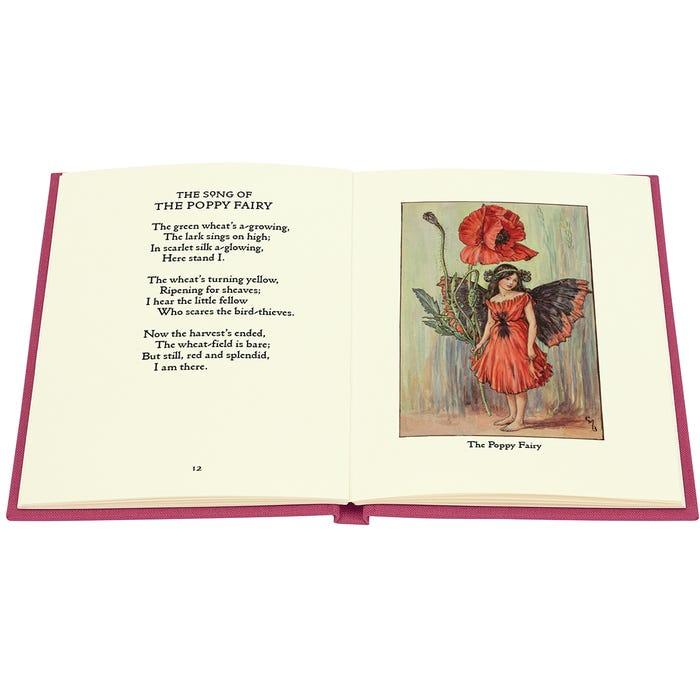 THE SONG OF
THE POPPY FAIRY
The green wheat's a-growing,
The lark sings on high;
In scarlet silk a-glowing,
Here stand I.
The wheat's turning yellow,
Ripening for sheaves;
I hear the little fellow
Who scares the bird-thieves.
Now the harvest's ended,
The wheat-field is bare;
But still, red and splendid,
I am there.
12
CMB
The Poppy Fairy